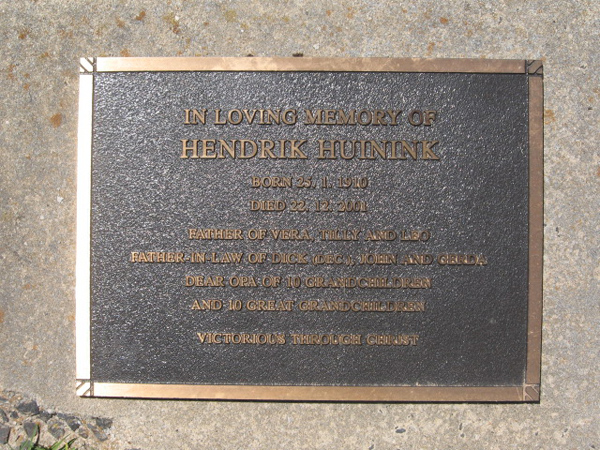 IN LOVING MEMORY OF
HENDRIK HUININK
BORN 25. 1. 1910
DIED 22. 12. 2001
FATHER OF VERA, TILLY AND LEO
FATHER-IN-LAW OF DICK (DEC.), JOHN AND GERDA
DEAR OPA OF 10 GRANDCHILDREN
AND 10 GREAT GRANDCHILDREN
VICTORIOUS THROUGH CHRIST